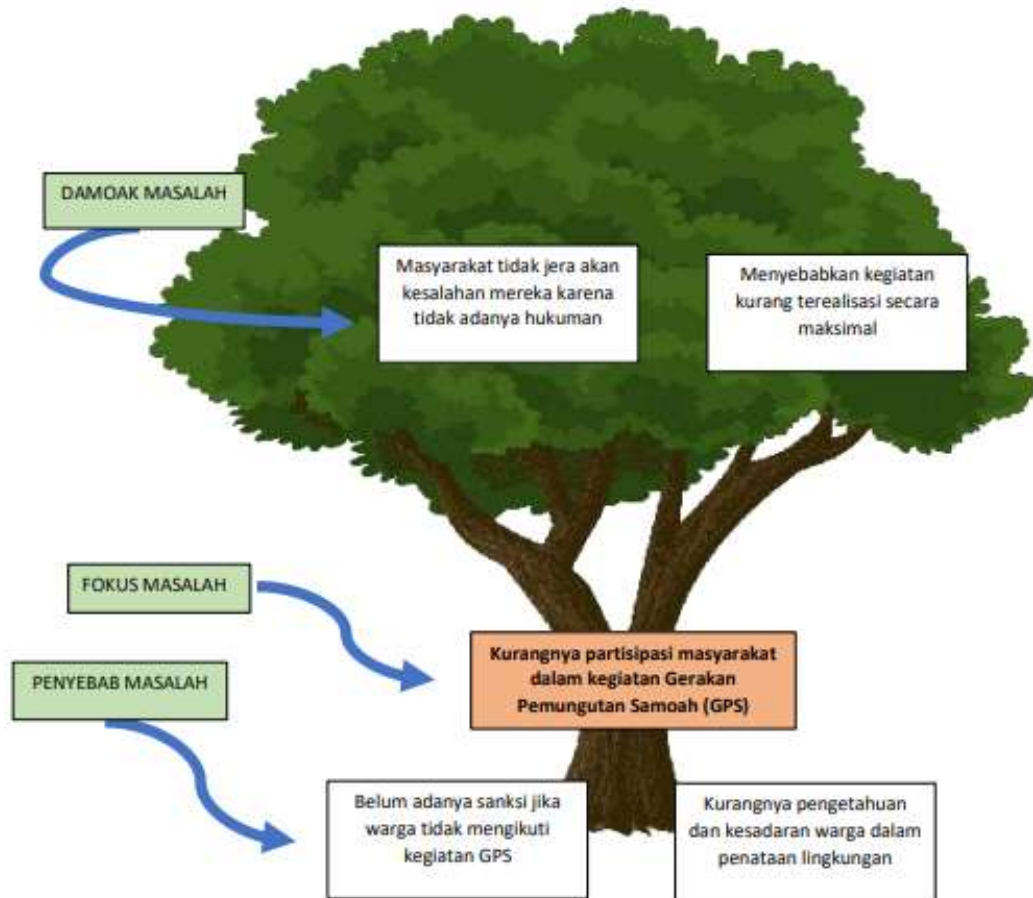 DAMOAK MASALAH
Masyarakat tidak jera akan
kesalahan mereka karena
tidak adanya hukuman
Menyebabkan kegiatan
kurang terealisasi secara
maksimal
FOKUS MASALAH
Kurangnya partisipasi masyarakat
dalam kegiatan Gerakan
Pemungutan Samoah (GPS)
PENYEBAB MASALAH
Belum adanya sanksi jika
warga tidak mengikuti
kegiatan GPS
Kurangnya pengetahuan
dan kesadaran warga dalam
penataan lingkungan